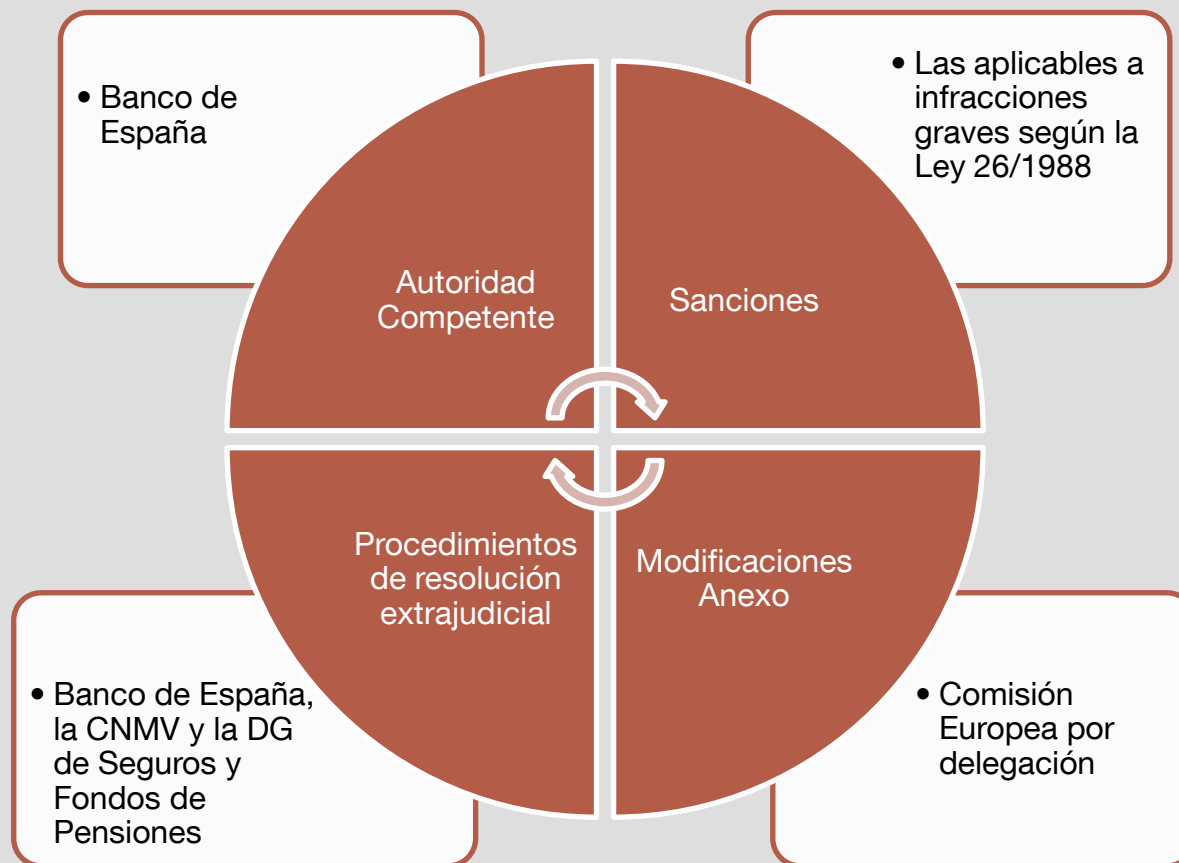 • Banco de
España
• Las aplicables a
infracciones
graves según la
Ley 26/1988
Autoridad
Competente
Sanciones
Procedimientos
de resolución
extrajudicial
Modificaciones
Anexo
• Banco de España,
la CNMV y la DG
de Seguros y
Fondos de
Pensiones
• Comisión
Europea por
delegación